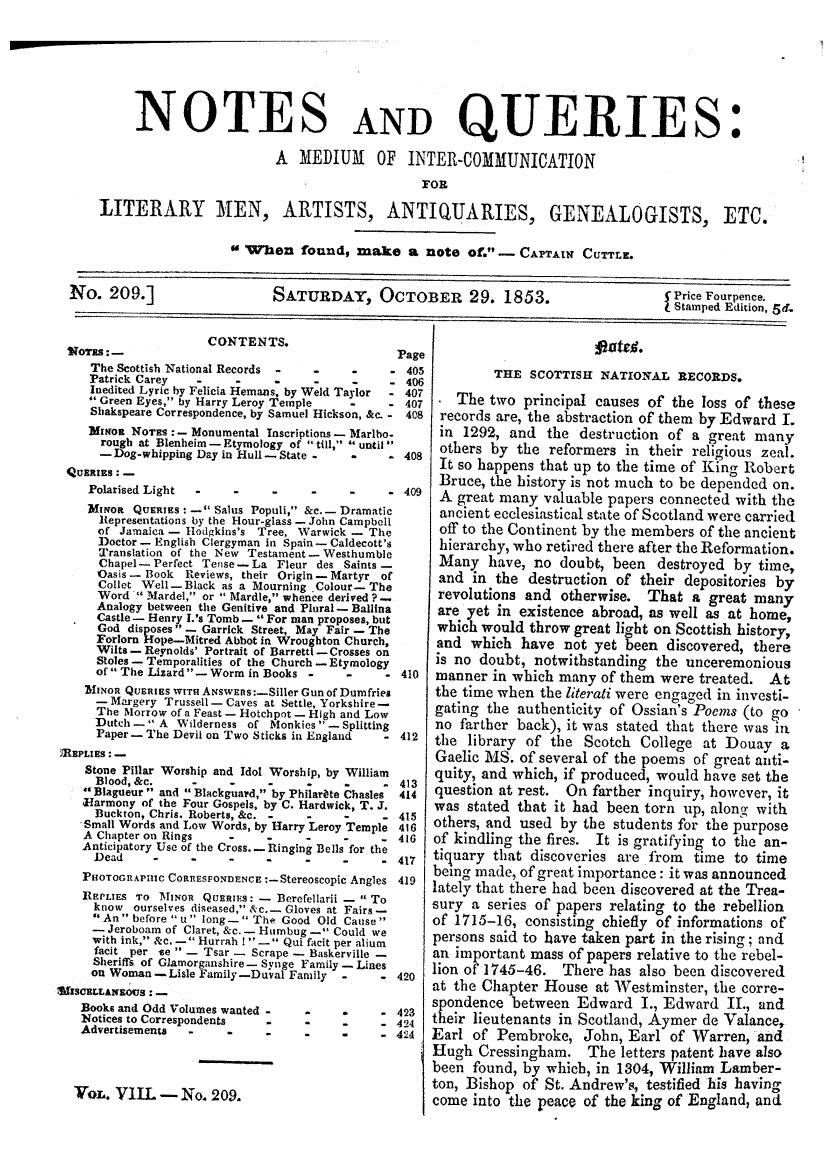 NOTES AND QUERIES:
A MEDIUM OF INTER-COMMUNICATION
FOR
LITERARY MEN, ARTISTS, ANTIQUARIES, GENEALOGISTS, ETC.
"When found, make a note of."—CAPTAIN CUTTLE.
No. 209.] SATURDAY, OCTOBER 29. 1853. { Price Fourpence.
{ Stamped Edition, 5d.
CONTENTS.
NOTES:— Page
The Scottish National Records - - - - 405
Patrick Carey - - - - - - 406
Inedited Lyric by Felicia Hemans, by Weld Taylor - 407
"Green Eyes," by Harry Leroy Temple - - 407
Shakspeare Correspondence, by Samuel Hickson, &c. - 408
MINOR NOTES:—Monumental Inscriptions—Marlbo-
rough at Blenheim—Etymology of "till," "until"
—Dog-whipping Day in Hull—State - - - 408
QUERIES:—
Polarised Light - - - - - - 409
MINOR QUERIES:—"Salus Populi," &c.—Dramatic
Representations by the Hour-glass—John Campbell
of Jamaica—Hodgkins's Tree, Warwick—The
Doctor—English Clergyman in Spain—Caldecott's
Translation of the New Testament—Westhumble
Chapel—Perfect Tense—La Fleur des Saints—
Oasis—Book Reviews, their Origin—Martyr of
Collet Well—Black as a Mourning Colour—The
Word "Mardel," or "Mardle," whence derived?—
Analogy between the Genitive and Plural—Ballina
Castle—Henry I.'s Tomb—"For man proposes, but
God disposes"—Garrick Street, May Fair—The
Forlorn Hope—Mitred Abbot in Wroughton Church,
Wilts—Reynolds' Portrait of Barretti—Crosses on
Stoles—Temporalities of the Church—Etymology
of "The Lizard"—Worm in Books - - - 410
MINOR QUERIES WITH ANSWERS:—Siller Gun of Dumfries
—Margery Trussell—Caves at Settle, Yorkshire—
The Morrow of a Feast—Hotchpot—High and Low
Dutch—"A Wilderness of Monkies"—Splitting
Paper—The Devil on Two Sticks in England - 412
REPLIES:—
Stone Pillar Worship and Idol Worship, by William
Blood, &c. - - - - - - 413
"Blagueur" and "Blackguard," by Philarète Chasles 414
Harmony of the Four Gospels, by C. Hardwick, T. J.
Buckton, Chris. Roberts, &c. - - - - 415
Small Words and Low Words, by Harry Leroy Temple 416
A Chapter on Rings - - - - - 416
Anticipatory Use of the Cross.—Ringing Bells for the
Dead - - - - - - - 417
PHOTOGRAPHIC CORRESPONDENCE:—Stereoscopic Angles 419
REPLIES TO MINOR QUERIES:—Berefellarii—"To
know ourselves diseased," &c.—Gloves at Fairs—
"An" before "u" long—"The Good Old Cause"
—Jeroboam of Claret, &c.—Humbug—"Could we
with ink," &c.—"Hurrah!"—"Qui facit per alium
facit per se"—Tsar—Scrape—Baskerville—
Sheriffs of Glamorganshire—Synge Family—Lines
on Woman—Lisle Family—Duval Family - - 420
MISCELLANEOUS:—
Books and Odd Volumes wanted - - - - 423
Notices to Correspondents - - - - 424
Advertisements - - - - - - 424
VOL. VIII.—No. 209.
Notes.
THE SCOTTISH NATIONAL RECORDS.
The two principal causes of the loss of these
records are, the abstraction of them by Edward I.
in 1292, and the destruction of a great many
others by the reformers in their religious zeal.
It so happens that up to the time of King Robert
Bruce, the history is not much to be depended on.
A great many valuable papers connected with the
ancient ecclesiastical state of Scotland were carried
off to the Continent by the members of the ancient
hierarchy, who retired there after the Reformation.
Many have, no doubt, been destroyed by time,
and in the destruction of their depositories by
revolutions and otherwise. That a great many
are yet in existence abroad, as well as at home,
which would throw great light on Scottish history,
and which have not yet been discovered, there
is no doubt, notwithstanding the unceremonious
manner in which many of them were treated. At
the time when the literati were engaged in investi-
gating the authenticity of Ossian's Poems (to go
no farther back), it was stated that there was in
the library of the Scotch College at Douay a
Gaelic MS. of several of the poems of great anti-
quity, and which, if produced, would have set the
question at rest. On farther inquiry, however, it
was stated that it had been torn up, along with
others, and used by the students for the purpose
of kindling the fires. It is gratifying to the an-
tiquary that discoveries are from time to time
being made, of great importance: it was announced
lately that there had been discovered at the Trea-
sury a series of papers relating to the rebellion
of 1715-16, consisting chiefly of informations of
persons said to have taken part in the rising; and
an important mass of papers relative to the rebel-
lion of 1745-46. There has also been discovered
at the Chapter House at Westminster, the corre-
spondence between Edward I., Edward II., and
their lieutenants in Scotland, Aymer de Valance,
Earl of Pembroke, John, Earl of Warren, and
Hugh Cressingham. The letters patent have also
been found, by which, in 1304, William Lamber-
ton, Bishop of St. Andrew's, testified his having
come into the peace of the king of England, and